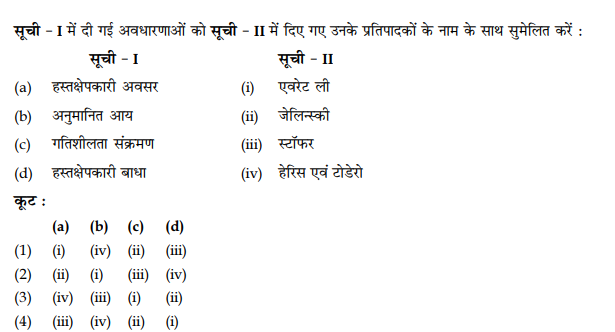 सूची – I में दी गई अवधारणाओं को सूची – II में दिए गए उनके प्रतिपादकों के नाम के साथ सुमेलित करें :
सूची – I सूची – II
(a) हस्तक्षेपकारी अवसर (i) एवरेट ली
(b) अनुमानित आय (ii) जेलिन्स्की
(c) गतिशीलता संक्रमण (iii) स्टॉफर
(d) हस्तक्षेपकारी बाधा (iv) हेरिस एवं टोडेरो
कूट :
(a) (b) (c) (d)
(1) (i) (iv) (ii) (iii)
(2) (ii) (i) (iii) (iv)
(3) (iv) (iii) (i) (ii)
(4) (iii) (iv) (ii) (i)